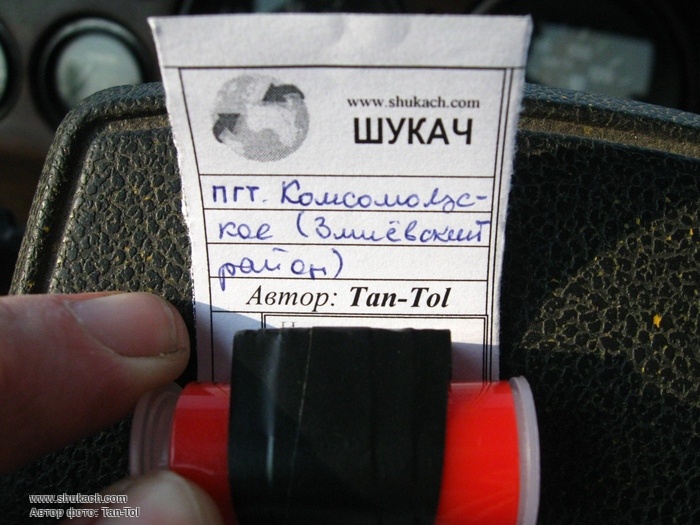 www.shukach.com
ШУКАЧ
пгт. Комсомольс-
кое (Змиёвский
район)
Автор: Tan-Tol
www.shukach.com
Автор фото: Tan-Tol